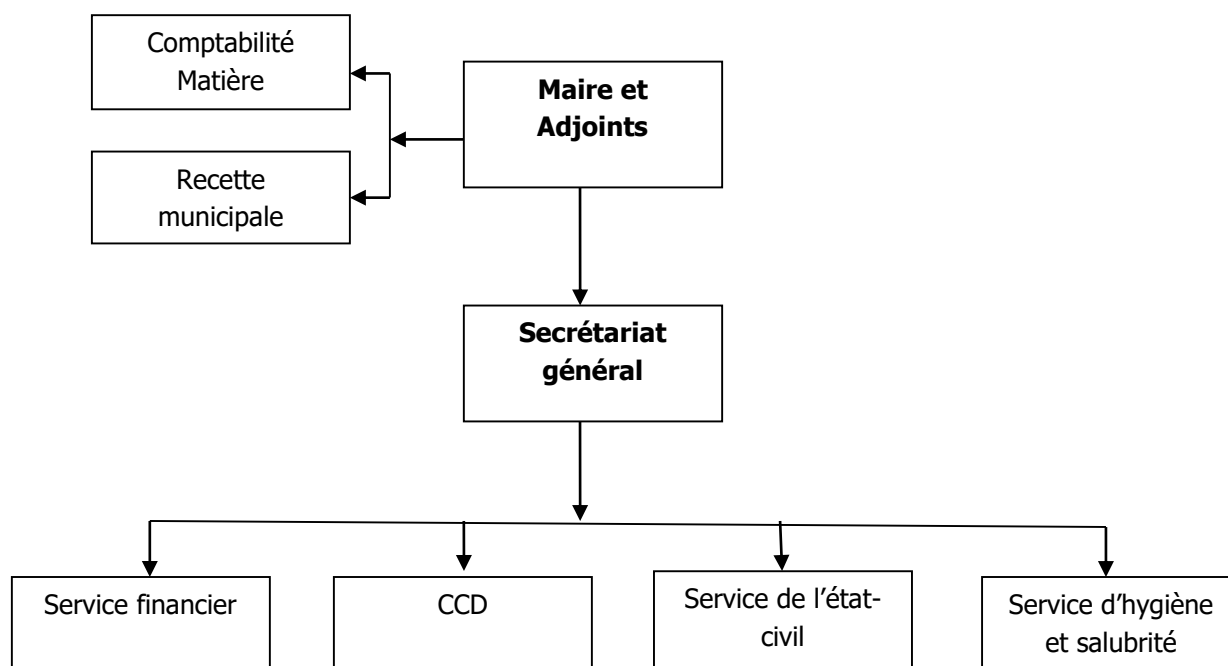 Comptabilité
Matière
Maire et
Adjoints
Recette
municipale
Secrétariat
général
Service financier
CCD
Service de l’état-
civil
Service d’hygiène
et salubrité